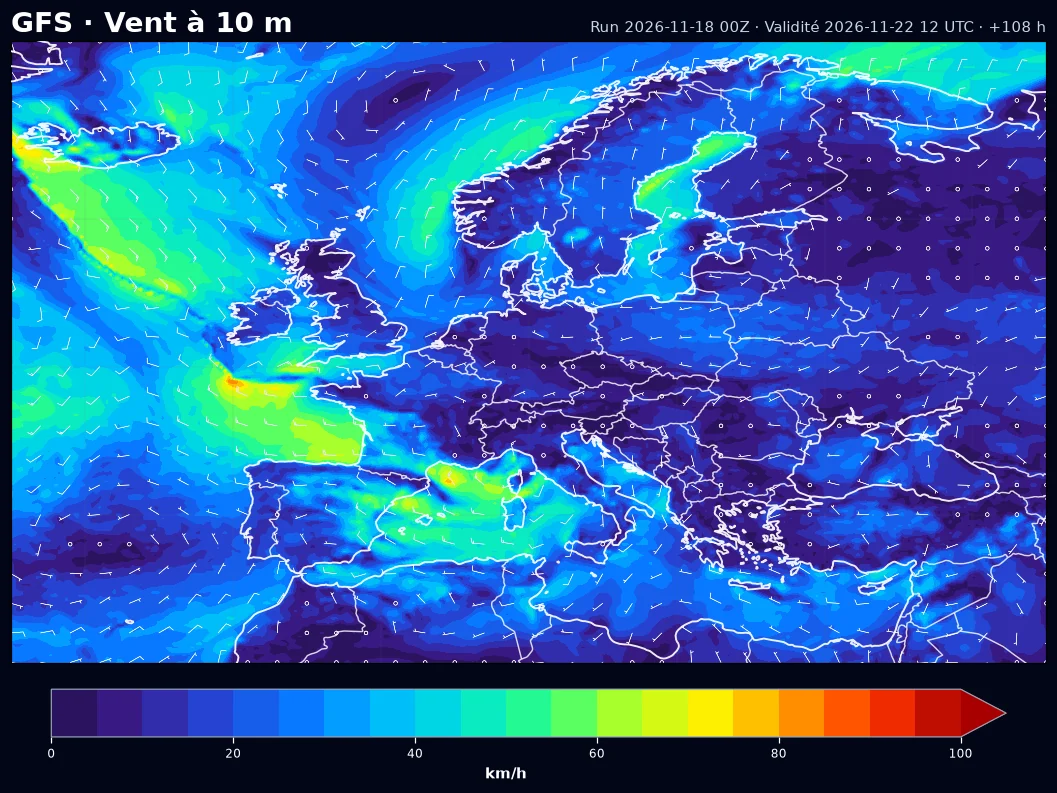 GFS · Vent à 10 m
Run 2026-11-18 00Z · Validité 2026-11-22 12 UTC · +108 h
0 20 40 60 80 100
km/h